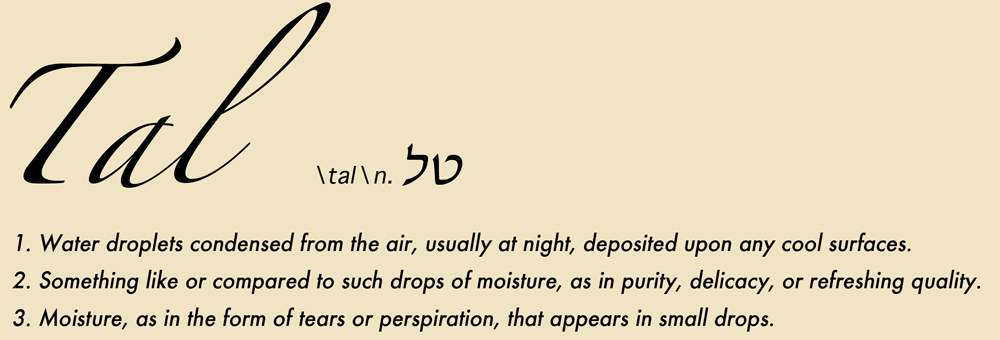 Tal \tal\ n. טל
1. Water droplets condensed from the air, usually at night, deposited upon any cool surfaces.
2. Something like or compared to such drops of moisture, as in purity, delicacy, or refreshing quality.
3. Moisture, as in the form of tears or perspiration, that appears in small drops.